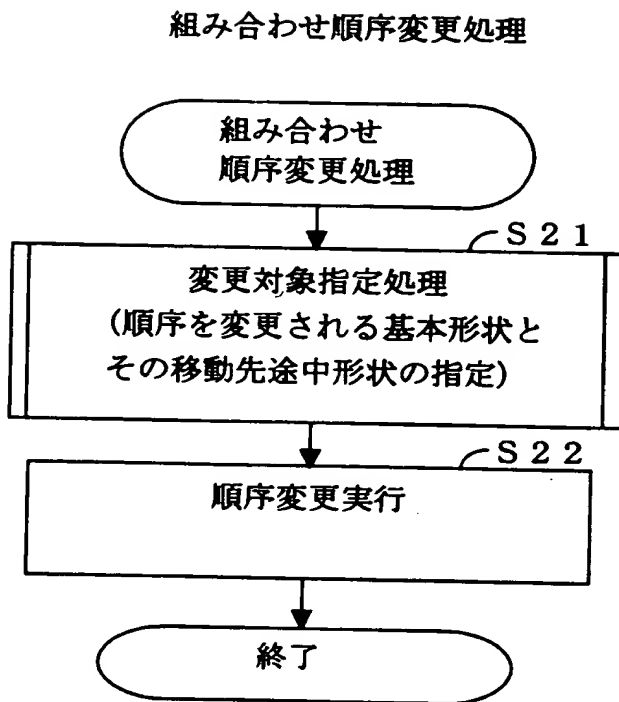 組み合わせ順序変更処理
組み合わせ
順序変更処理
S21
変更対象指定処理
(順序を変更される基本形状と
その移動先途中形状の指定)
S22
順序変更実行
終了